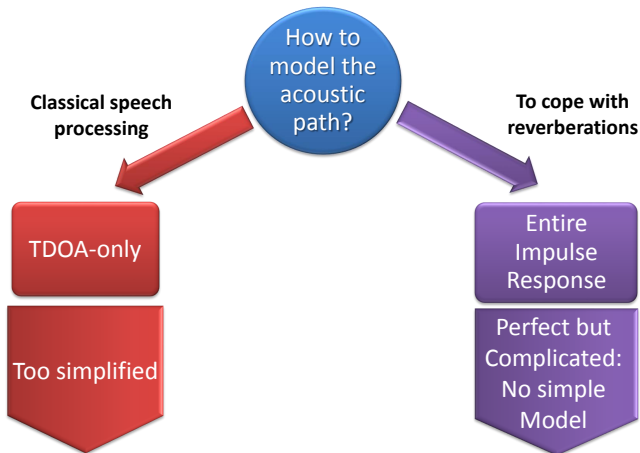 How to
model the
acoustic
path?
Classical speech
processing
To cope with
reverberations
TDOA-only
Entire
Impulse
Response
Too simplified
Perfect but
Complicated:
No simple
Model